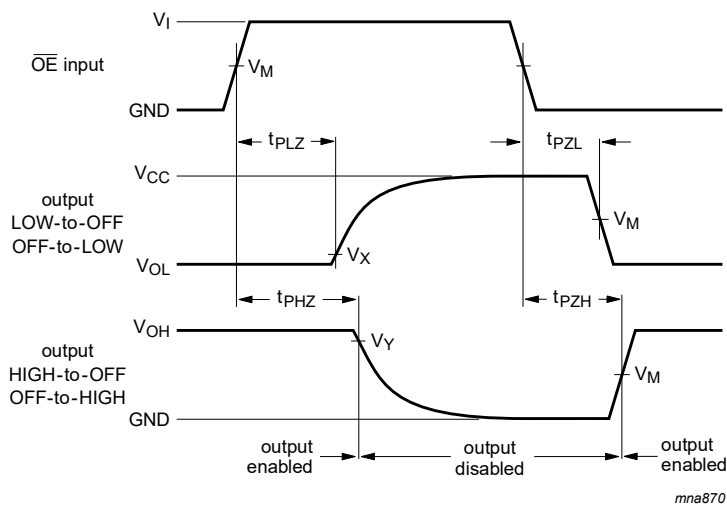 V_I
O̅E̅ input
V_M
GND
t_PLZ
t_PZL
V_CC
output
LOW-to-OFF
OFF-to-LOW
V_M
V_X
V_OL
t_PHZ
t_PZH
V_OH
V_Y
output
HIGH-to-OFF
OFF-to-HIGH
V_M
GND
output
enabled
output
disabled
output
enabled
mna870